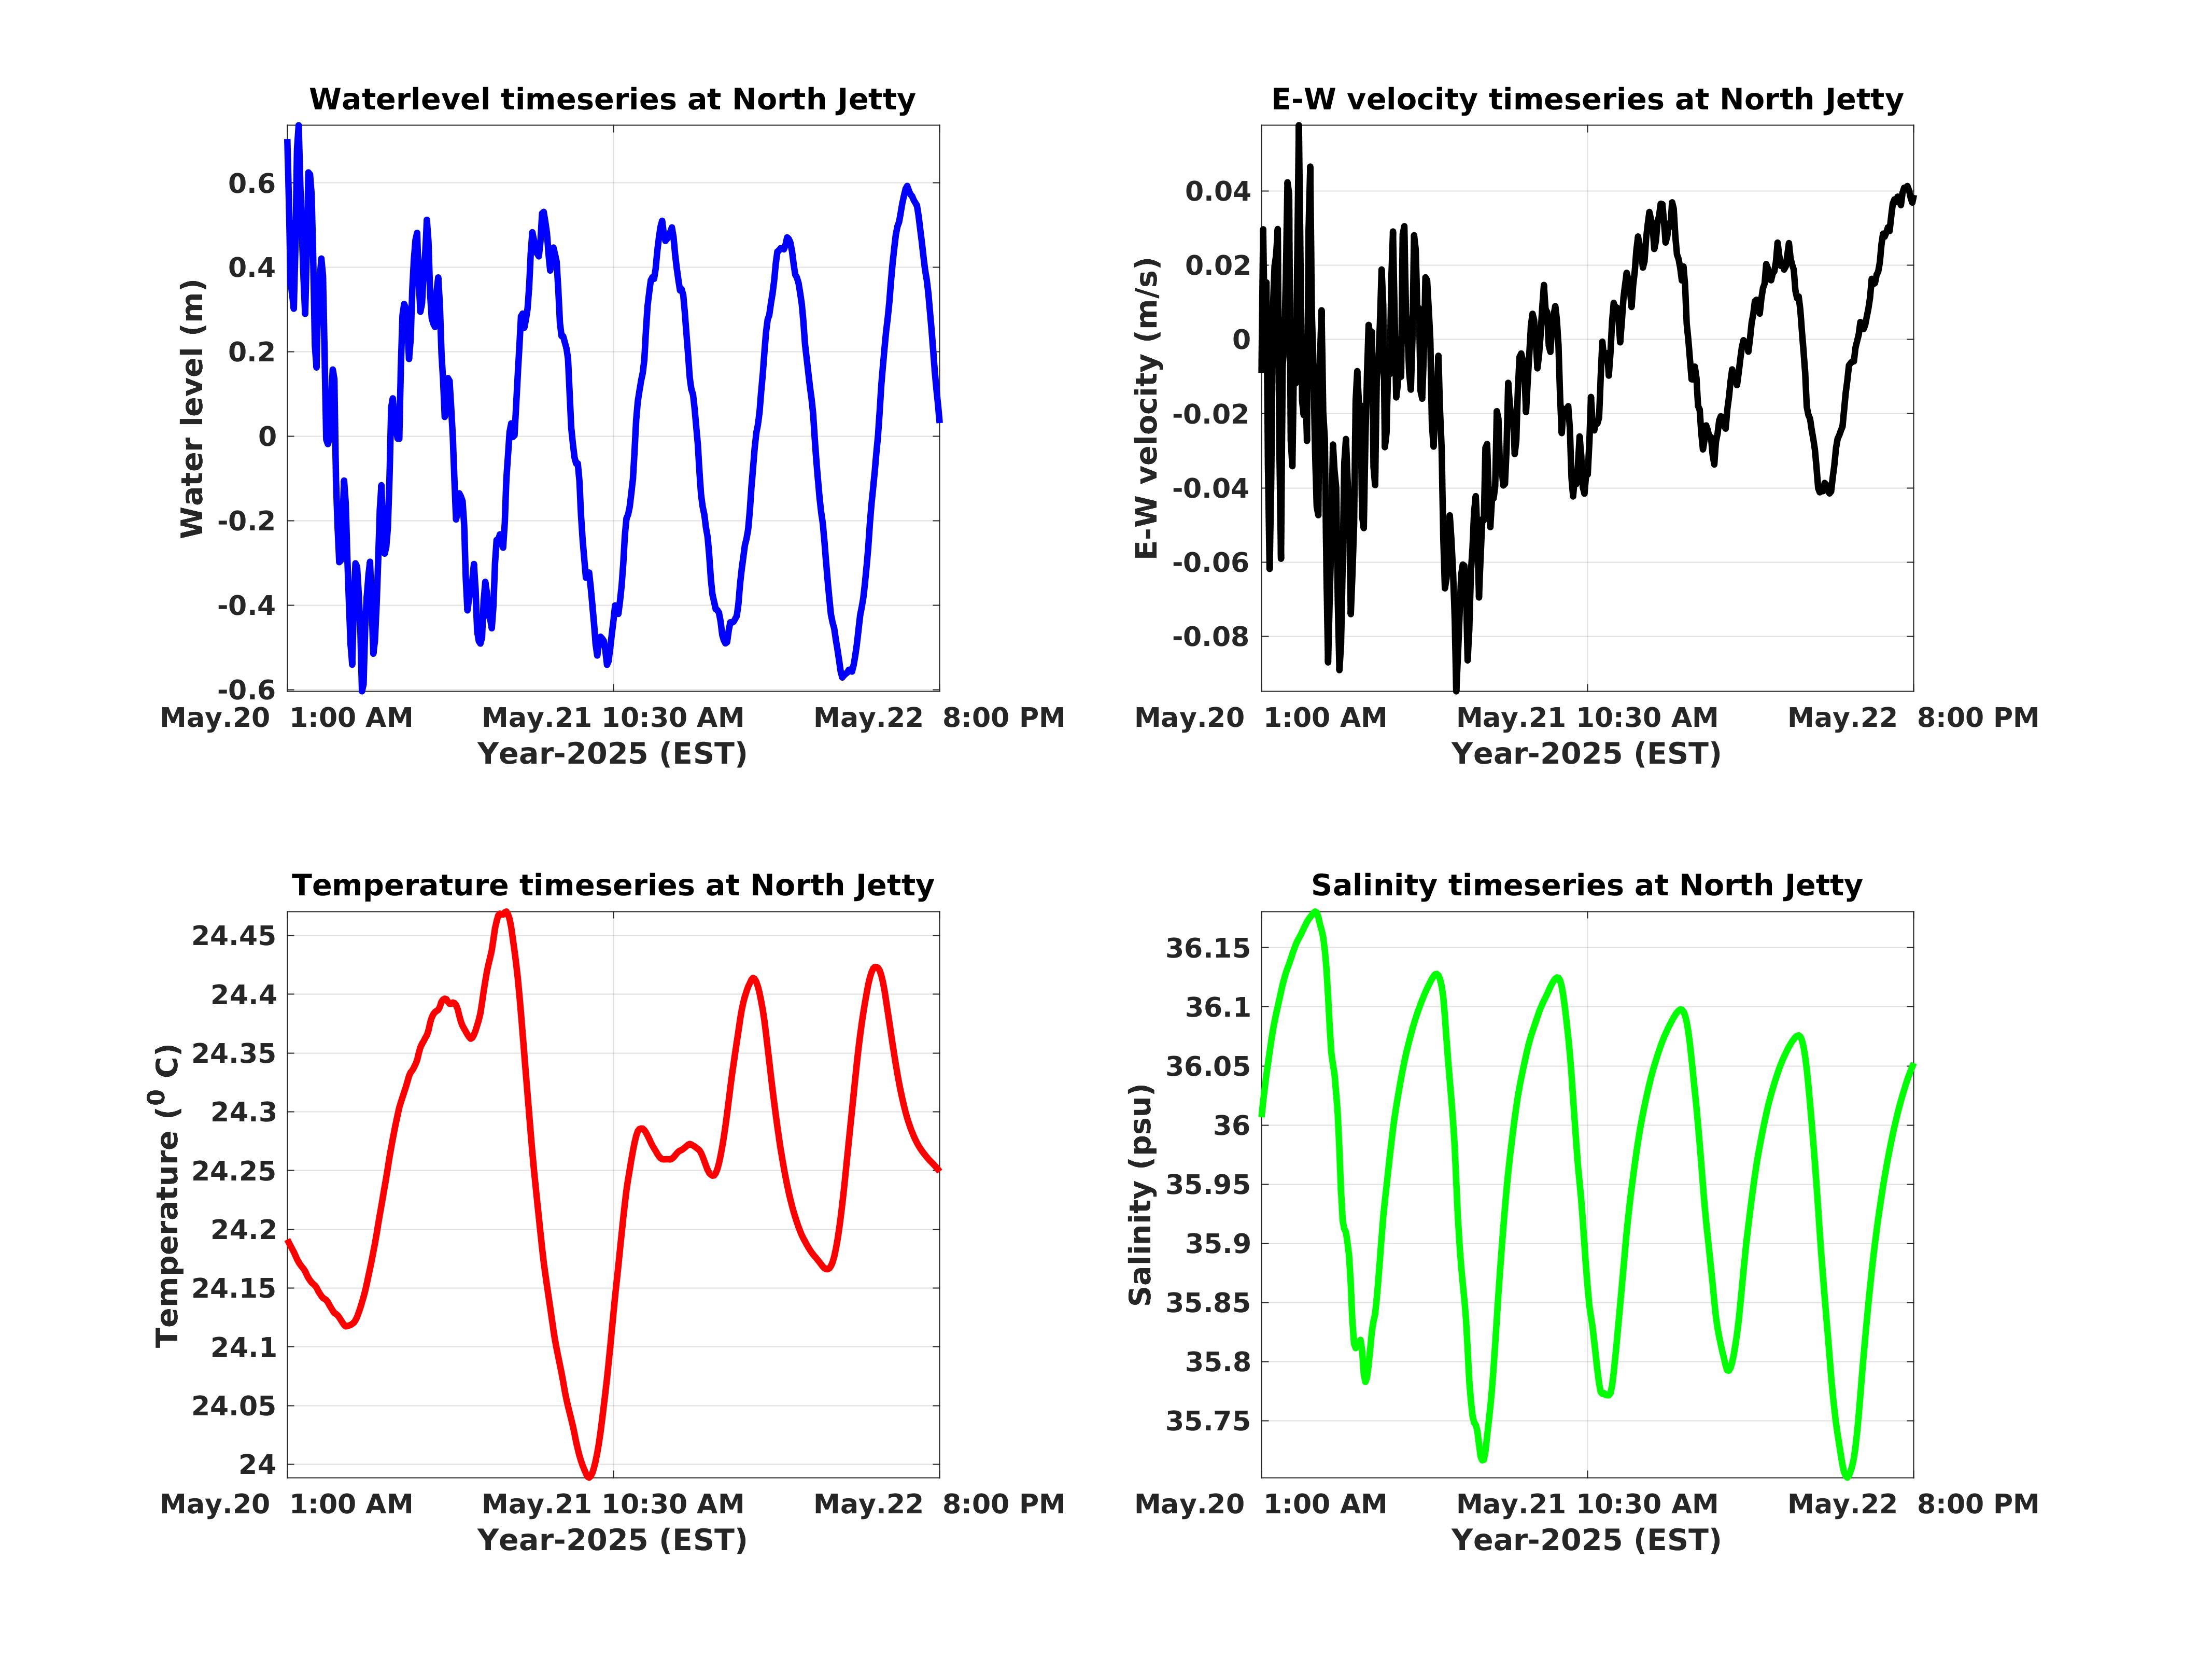 Waterlevel timeseries at North Jetty
Water level (m)
0.6
0.4
0.2
0
-0.2
-0.4
-0.6
May.20 1:00 AM May.21 10:30 AM May.22 8:00 PM
Year-2025 (EST)
E-W velocity timeseries at North Jetty
E-W velocity (m/s)
0.04
0.02
0
-0.02
-0.04
-0.06
-0.08
May.20 1:00 AM May.21 10:30 AM May.22 8:00 PM
Year-2025 (EST)
Temperature timeseries at North Jetty
Temperature (⁰ C)
24.45
24.4
24.35
24.3
24.25
24.2
24.15
24.1
24.05
24
May.20 1:00 AM May.21 10:30 AM May.22 8:00 PM
Year-2025 (EST)
Salinity timeseries at North Jetty
Salinity (psu)
36.15
36.1
36.05
36
35.95
35.9
35.85
35.8
35.75
May.20 1:00 AM May.21 10:30 AM May.22 8:00 PM
Year-2025 (EST)